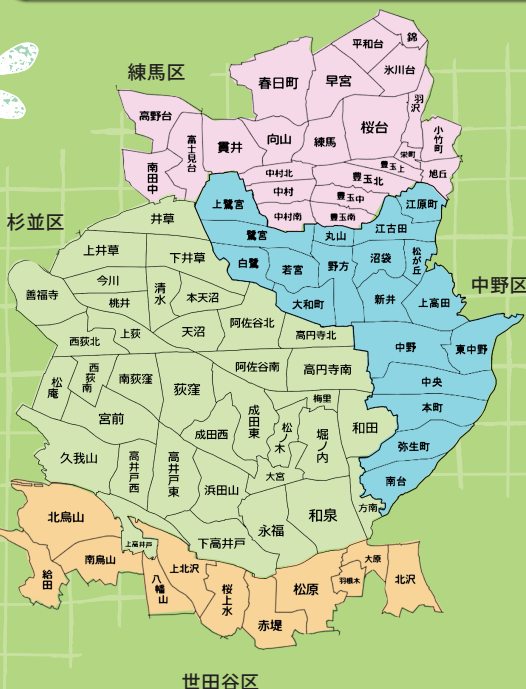 練馬区
平和台
錦
氷川台
春日町
早宮
羽沢
高野台
富士見台
貫井
向山
練馬
桜台
小竹町
栄町
豊玉上
旭丘
南田中
中村北
豊玉北
中村
豊玉中
中村南
豊玉南
杉並区
中野区
上鷺宮
江原町
鷺宮
丸山
江古田
白鷺
若宮
野方
沼袋
松が丘
大和町
新井
上高田
中野
東中野
中央
本町
弥生町
南台
井草
上井草
下井草
善福寺
今川
桃井
清水
本天沼
西荻北
上荻
天沼
阿佐谷北
高円寺北
松庵
西荻南
南荻窪
荻窪
阿佐谷南
高円寺南
宮前
成田西
成田東
松ノ木
梅里
堀ノ内
和田
久我山
高井戸西
高井戸東
浜田山
大宮
下高井戸
永福
和泉
方南
上高井戸
北烏山
南烏山
給田
八幡山
上北沢
桜上水
赤堤
松原
羽根木
大原
北沢
世田谷区